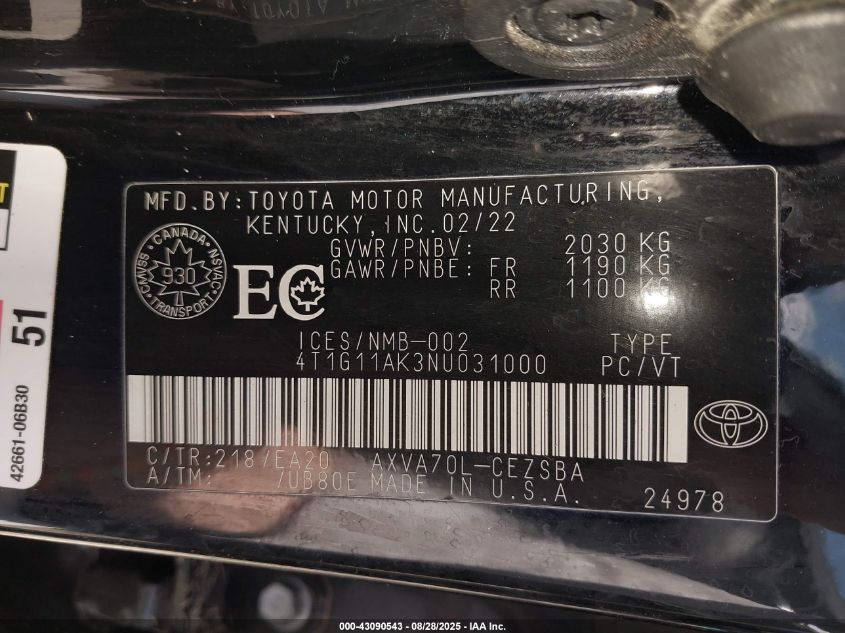 MFD.BY:TOYOTA MOTOR MANUFACTURING,
KENTUCKY, INC. 02/22
GVWR/PNBV: 2030 KG
GAWR/PNBE: FR 1190 KG
RR 1100 KG
CANADA
CMVSS NSVAC
930
TRANSPORT
EC
ICES/NMB-002 TYPE
4T1G11AK3NU031000 PC/VT
C/TR:218 /EA20 AXVA70L-CEZSBA
A/TM: /UB80E MADE IN U.S.A.
24978
51
42661-06B30
000-43090543 - 08/28/2025 - IAA Inc.